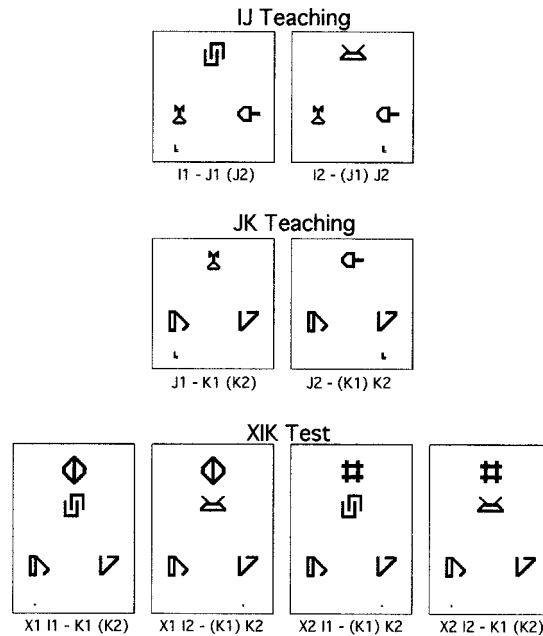 IJ Teaching
I1 - J1 (J2) I2 - (J1) J2
JK Teaching
J1 - K1 (K2) J2 - (K1) K2
XIK Test
X1 I1 - K1 (K2) X1 I2 - (K1) K2 X2 I1 - (K1) K2 X2 I2 - K1 (K2)